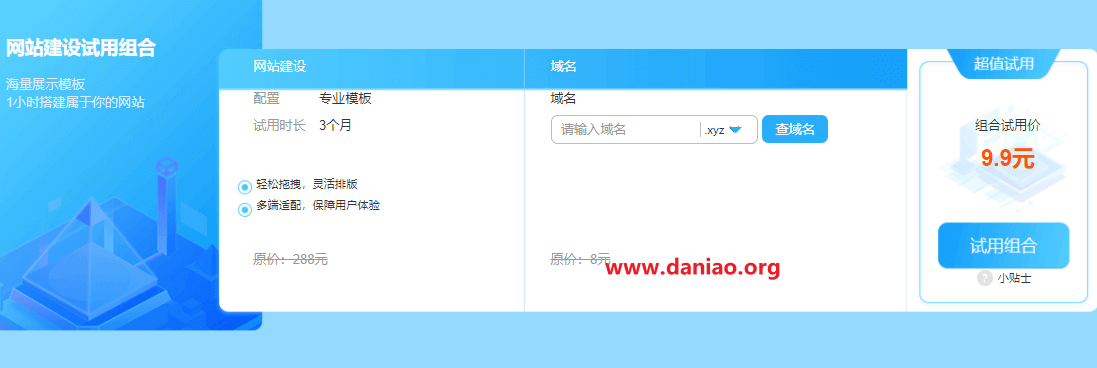 网站建设试用组合
海量展示模板
1小时搭建属于你的网站
网站建设
配置 专业模板
试用时长 3个月
轻松拖拽，灵活排版
多端适配，保障用户体验
原价：288元
域名
域名
请输入域名 .xyz 查域名
原价：8元
www.daniao.org
超值试用
组合试用价
9.9元
试用组合
? 小贴士